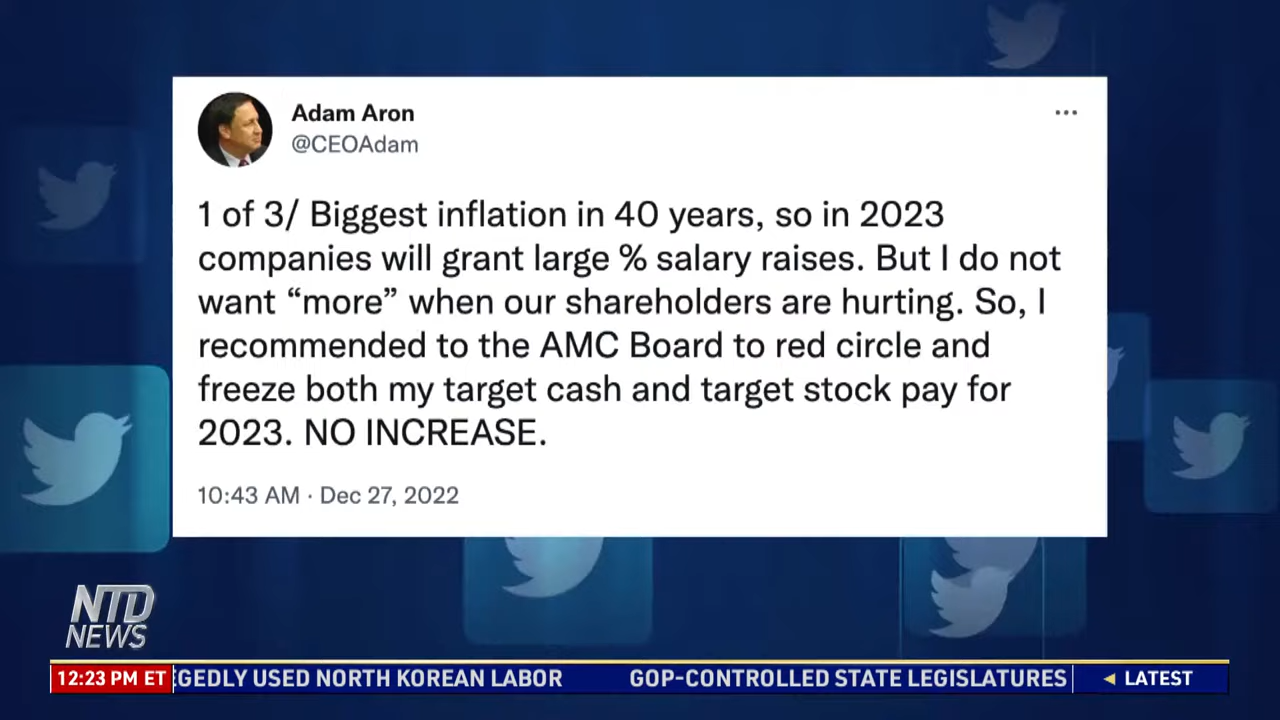 Adam Aron
@CEOAdam
1 of 3/ Biggest inflation in 40 years, so in 2023
companies will grant large % salary raises. But I do not
want “more” when our shareholders are hurting. So, I
recommended to the AMC Board to red circle and
freeze both my target cash and target stock pay for
2023. NO INCREASE.
10:43 AM · Dec 27, 2022
NTD
NEWS
12:23 PM ET EGEDLY USED NORTH KOREAN LABOR GOP-CONTROLLED STATE LEGISLATURES LATEST